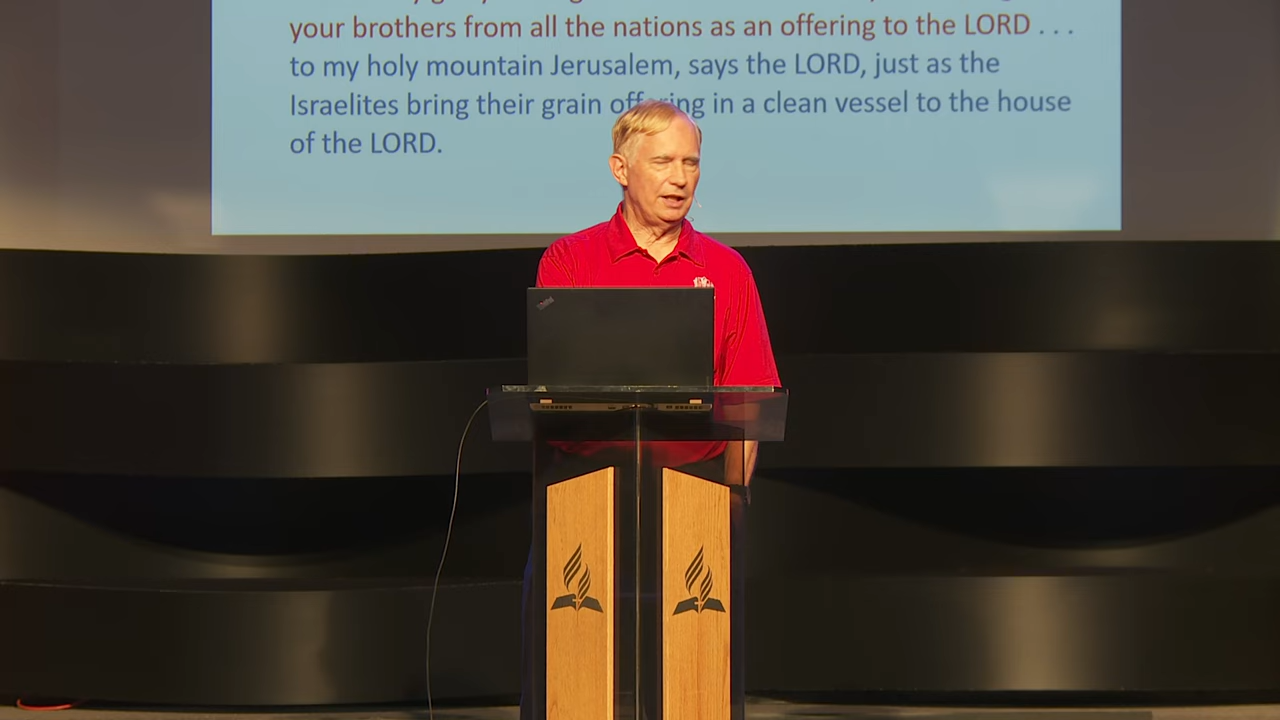 your brothers from all the nations as an offering to the LORD . . .
to my holy mountain Jerusalem, says the LORD, just as the
Israelites bring their grain offering in a clean vessel to the house
of the LORD.
ThinkPad